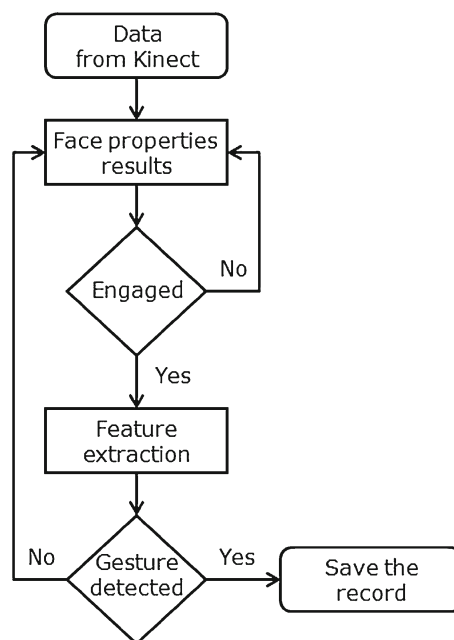 Data
from Kinect
Face properties
results
No
Engaged
Yes
Feature
extraction
No
Gesture
detected
Yes
Save the
record